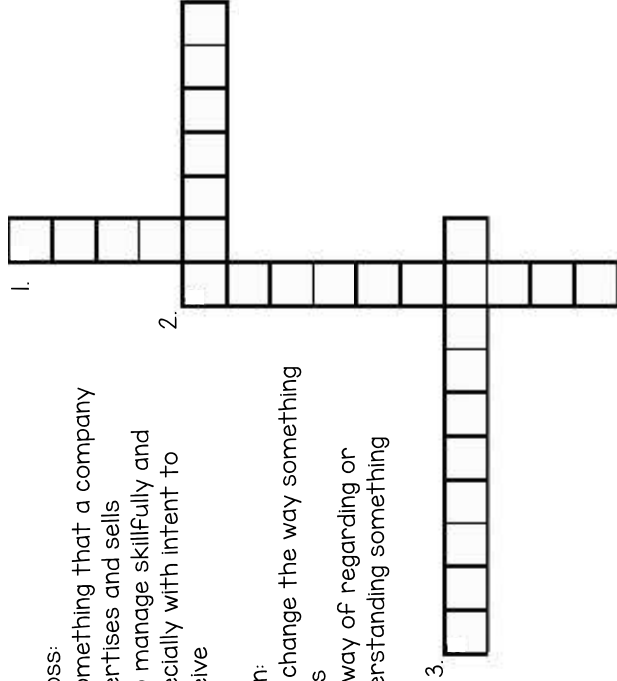 1.
oss:
omething that a company
ertises and sells
2.
manage skillfully and
ecially with intent to
eive
n:
change the way something
s
way of regarding or
erstanding something
3.